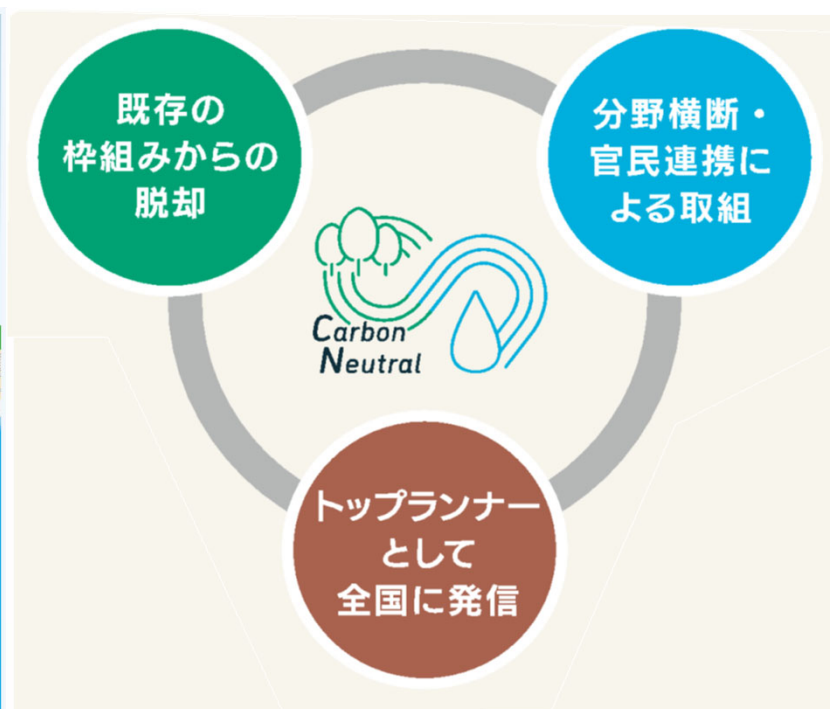 既存の
枠組みからの
脱却
分野横断・
官民連携に
よる取組
Carbon
Neutral
トップランナー
として
全国に発信